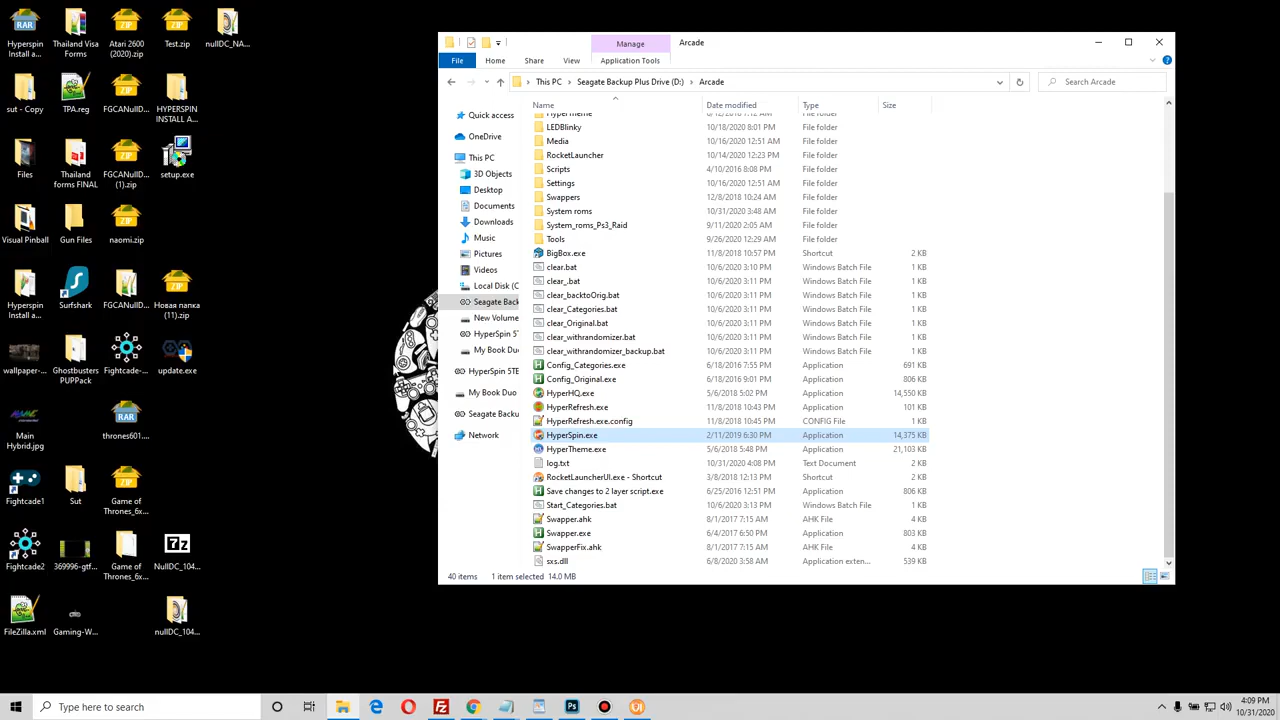 Hyperspin
Install a...
Thailand Visa
Forms
Atari 2600
(2020).zip
Test.zip
nullDC_NA...
sut - Copy
TPA.reg
FGCANullD...
HYPERSPIN
INSTALL A...
Files
Thailand
forms FINAL
FGCANullD...
(1).zip
setup.exe
Visual Pinball
Gun Files
naomi.zip
Hyperspin
Install a...
Surfshark
FGCANullD...
Новая папка
(11).zip
wallpaper-...
Ghostbusters
PUPPack
Fightcade-...
update.exe
Main
Hybrid.jpg
thrones601...
Fightcade1
Sut
Game of
Thrones_6x...
Fightcade2
369996-gtf...
Game of
Thrones_6x...
NullDC_104...
FileZilla.xml
Gaming-W...
nullDC_104...
Manage
Arcade
File
Home
Share
View
Application Tools
This PC
Seagate Backup Plus Drive (D:)
Arcade
Search Arcade
Quick access
OneDrive
This PC
3D Objects
Desktop
Documents
Downloads
Music
Pictures
Videos
Local Disk (C
Seagate Back
New Volume
HyperSpin 5T
My Book Duo
HyperSpin 5TE
My Book Duo
Seagate Backu
Network
Name Date modified Type Size
HyperTheme 8/12/2018 7:12 AM File folder
LEDBlinky 10/18/2020 8:01 PM File folder
Media 10/16/2020 12:51 AM File folder
RocketLauncher 10/14/2020 12:23 PM File folder
Scripts 4/10/2016 8:08 PM File folder
Settings 10/16/2020 12:51 AM File folder
Swappers 12/8/2018 10:24 AM File folder
System roms 10/31/2020 3:48 AM File folder
System_roms_Ps3_Raid 9/11/2020 2:05 AM File folder
Tools 9/26/2020 12:29 AM File folder
BigBox.exe 11/8/2018 10:57 PM Shortcut 2 KB
clear.bat 10/6/2020 3:10 PM Windows Batch File 1 KB
clear_.bat 10/6/2020 3:11 PM Windows Batch File 1 KB
clear_backtoOrig.bat 10/6/2020 3:11 PM Windows Batch File 1 KB
clear_Categories.bat 10/6/2020 3:11 PM Windows Batch File 1 KB
clear_Original.bat 10/6/2020 3:11 PM Windows Batch File 1 KB
clear_withrandomizer.bat 10/6/2020 3:11 PM Windows Batch File 1 KB
clear_withrandomizer_backup.bat 10/6/2020 3:11 PM Windows Batch File 1 KB
Config_Categories.exe 6/18/2016 7:55 PM Application 691 KB
Config_Original.exe 6/18/2016 9:01 PM Application 806 KB
HyperHQ.exe 5/6/2018 5:02 PM Application 14,550 KB
HyperRefresh.exe 11/8/2018 10:43 PM Application 101 KB
HyperRefresh.exe.config 11/8/2018 10:45 PM CONFIG File 1 KB
HyperSpin.exe 2/11/2019 6:30 PM Application 14,375 KB
HyperTheme.exe 5/6/2018 5:48 PM Application 21,103 KB
log.txt 10/31/2020 4:08 PM Text Document 2 KB
RocketLauncherUI.exe - Shortcut 3/8/2018 12:13 PM Shortcut 2 KB
Save changes to 2 layer script.exe 6/25/2016 12:51 PM Application 806 KB
Start_Categories.bat 10/6/2020 3:13 PM Windows Batch File 1 KB
Swapper.ahk 8/1/2017 7:15 AM AHK File 4 KB
Swapper.exe 6/4/2017 6:50 PM Application 803 KB
SwapperFix.ahk 8/1/2017 7:15 AM AHK File 4 KB
sxs.dll 6/8/2020 3:58 AM Application exten... 539 KB
40 items 1 item selected 14.0 MB
Type here to search
4:09 PM
10/31/2020